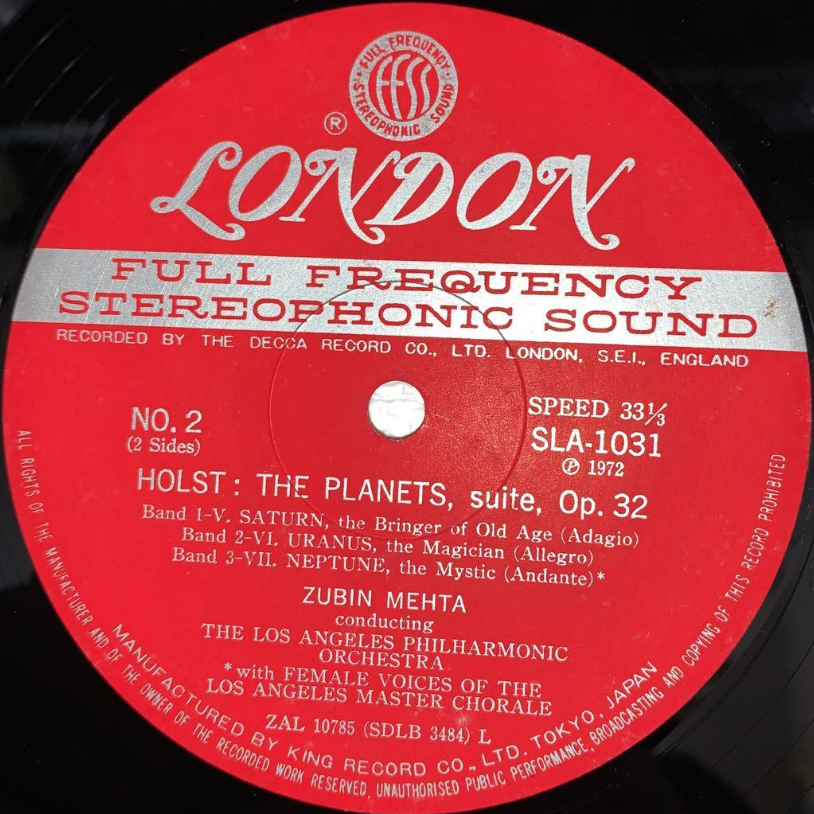 FULL FREQUENCY
ffss
STEREOPHONIC SOUND
®
LONDON
FULL FREQUENCY
STEREOPHONIC SOUND
RECORDED BY THE DECCA RECORD CO., LTD. LONDON, S.E.I., ENGLAND
NO. 2
(2 Sides)
SPEED 33⅓
SLA-1031
℗ 1972
HOLST: THE PLANETS, suite, Op. 32
Band 1-V. SATURN, the Bringer of Old Age (Adagio)
Band 2-VI. URANUS, the Magician (Allegro)
Band 3-VII. NEPTUNE, the Mystic (Andante)*
ZUBIN MEHTA
conducting
THE LOS ANGELES PHILHARMONIC
ORCHESTRA
*with FEMALE VOICES OF THE
LOS ANGELES MASTER CHORALE
ZAL 10785 (SDLB 3484) L
MANUFACTURED BY KING RECORD CO., LTD. TOKYO, JAPAN
ALL RIGHTS OF THE MANUFACTURER AND OF THE OWNER OF THE RECORDED WORK RESERVED, UNAUTHORISED PUBLIC PERFORMANCE, BROADCASTING AND COPYING OF THIS RECORD PROHIBITED